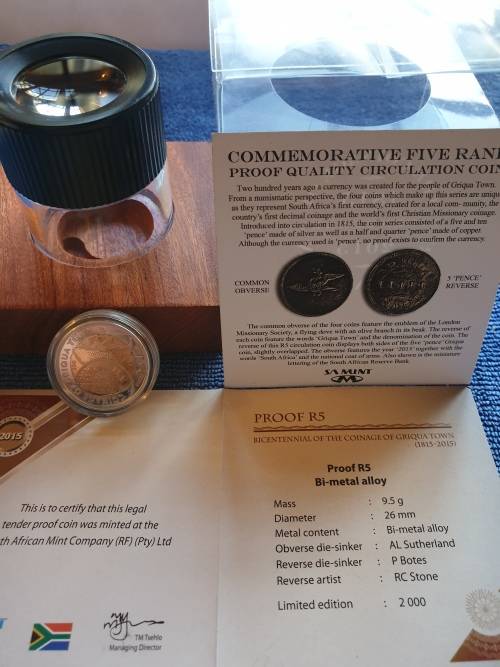 COMMEMORATIVE FIVE RAN
PROOF QUALITY CIRCULATION COIN
Two hundred years ago a currency was created for the people of Griqua Town.
From a numismatic perspective, the four coins which make up this series are unique
as they represent South Africa's first currency, created for a local com- munity, the
country's first decimal coinage and the world's first Christian Missionary coinage.
Introduced into circulation in 1815, the coin series consisted of a five and ten
'pence' made of silver as well as a half and quarter 'pence' made of copper.
Although the currency used is 'pence', no proof exists to confirm the currency.
COMMON
OBVERSE
5 'PENCE'
REVERSE
The common obverse of the four coins feature the emblem of the London
Missionary Society, a flying dove with an olive branch in its beak. The reverse of
each coin feature the words 'Griqua Town' and the denomination of the coin. The
reverse of this R5 circulation coin displays both sides of the five 'pence' Griqua
coin, slightly overlapped. The obverse features the year '2015' together with the
words 'South Africa' and the national coat of arms. Also shown is the miniature
lettering of the South African Reserve Bank.
SA MINT
GRIQUA TOWN
2015
This is to certify that this legal
tender proof coin was minted at the
th African Mint Company (RF) (Pty) Ltd
TM Tsehlo
Managing Director
PROOF R5
BICENTENNIAL OF THE COINAGE OF GRIQUA TOWN
(1815-2015)
Proof R5
Bi-metal alloy
Mass : 9.5 g
Diameter : 26 mm
Metal content : Bi-metal alloy
Obverse die-sinker : AL Sutherland
Reverse die-sinker : P Botes
Reverse artist : RC Stone
Limited edition : 2 000